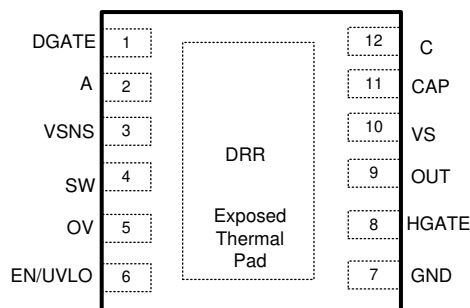 DGATE 1
A 2
VSNS 3
SW 4
OV 5
EN/UVLO 6
DRR
Exposed
Thermal
Pad
12 C
11 CAP
10 VS
9 OUT
8 HGATE
7 GND